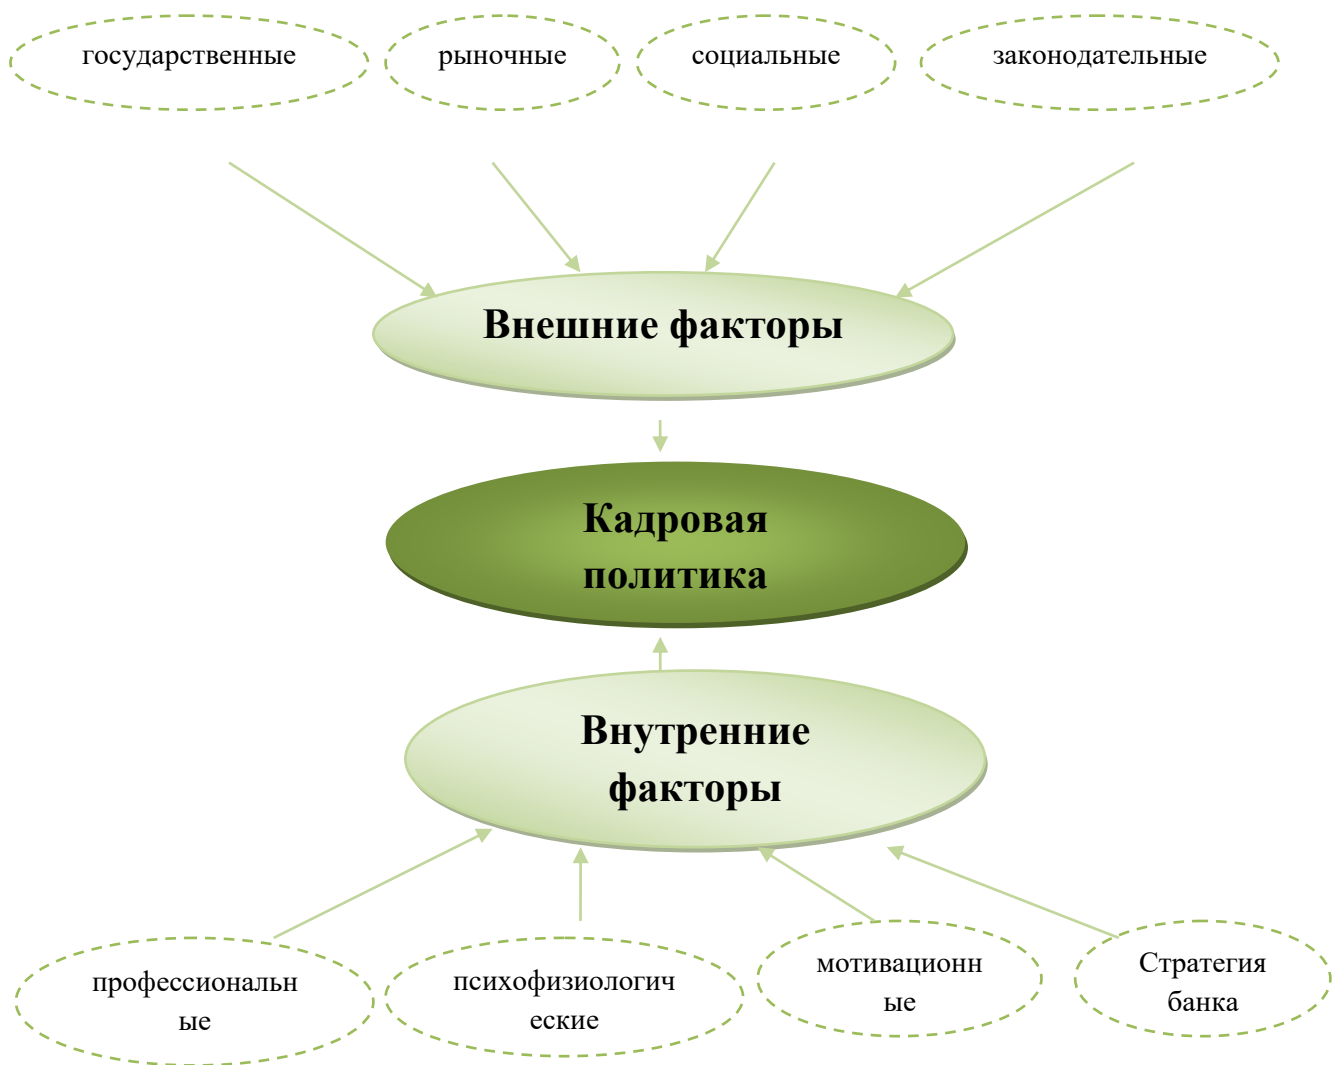 государственные
рыночные
социальные
законодательные
Внешние факторы
Кадровая
политика
Внутренние
факторы
профессиональн
ые
психофизиологич
еские
мотивационн
ые
Стратегия
банка